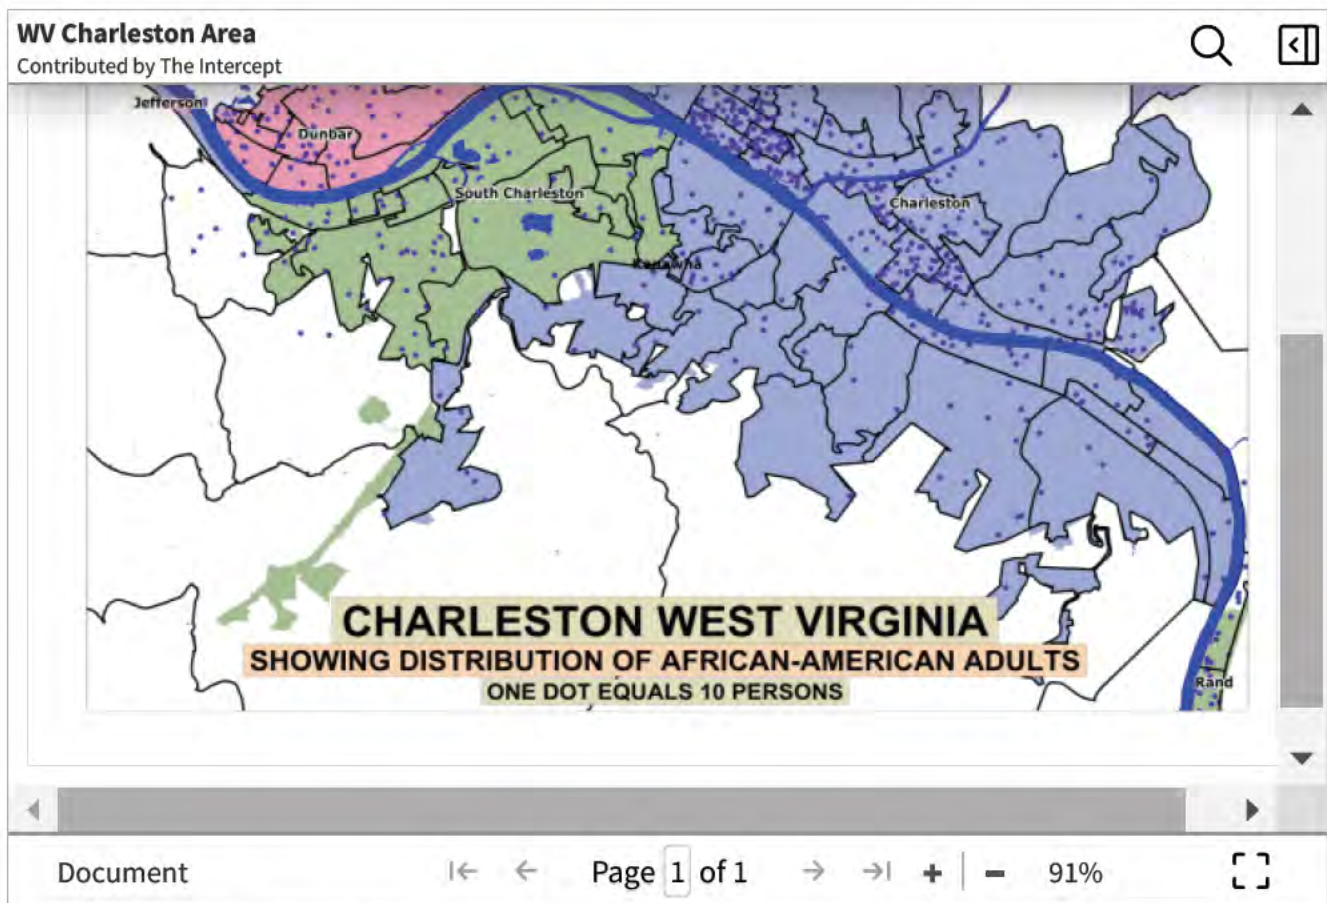 WV Charleston Area
Contributed by The Intercept
Jefferson
Dunbar
South Charleston
Charleston
Kanawha
CHARLESTON WEST VIRGINIA
SHOWING DISTRIBUTION OF AFRICAN-AMERICAN ADULTS
ONE DOT EQUALS 10 PERSONS
Rand
Document
Page 1 of 1
91%